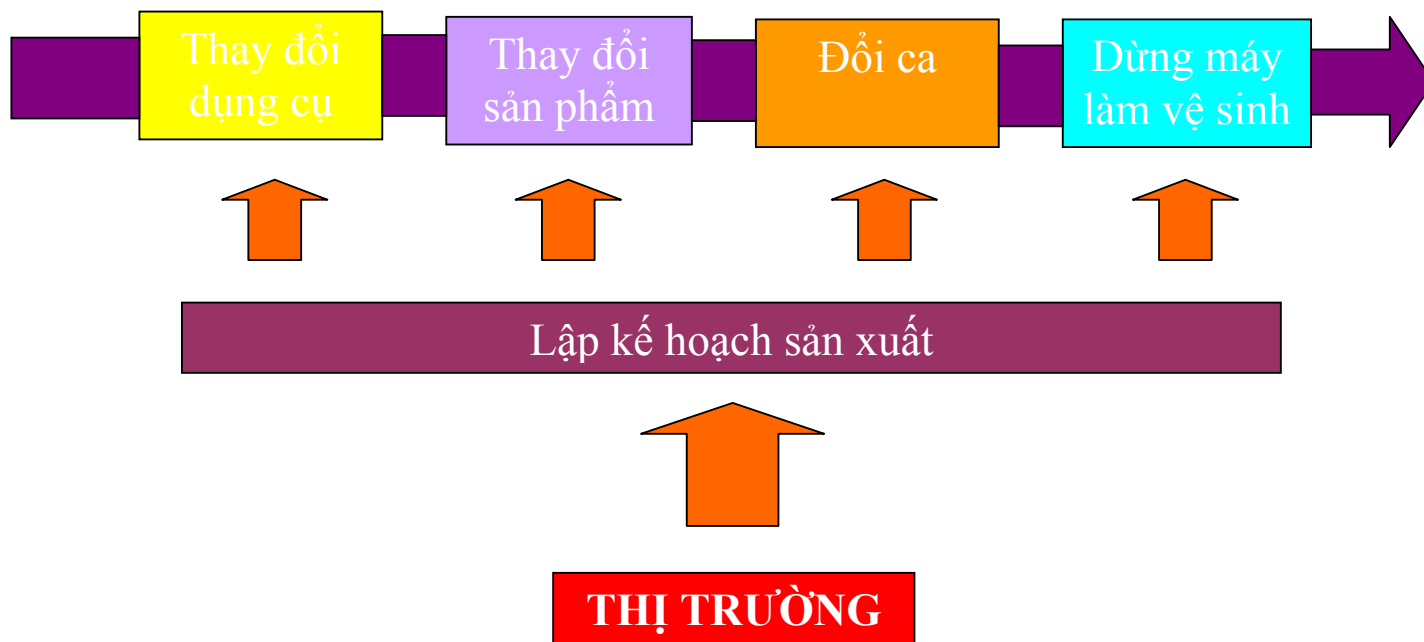 Thay đổi
dụng cụ
Thay đổi
sản phẩm
Đổi ca
Dừng máy
làm vệ sinh
Lập kế hoạch sản xuất
THỊ TRƯỜNG